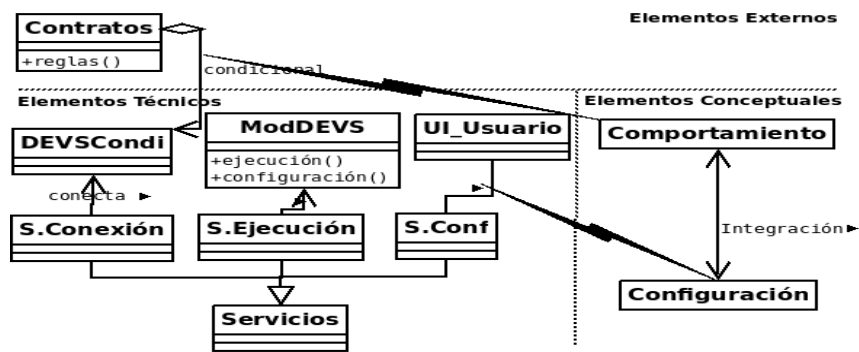 Contratos
Elementos Externos
+reglas()
condicional
Elementos Técnicos
Elementos Conceptuales
ModDEVS
UI_Usuario
DEVSCondi
Comportamiento
+ejecución()
+configuración()
conecta
S.Conexión
S.Ejecución
S.Conf
Integración
Configuración
Servicios